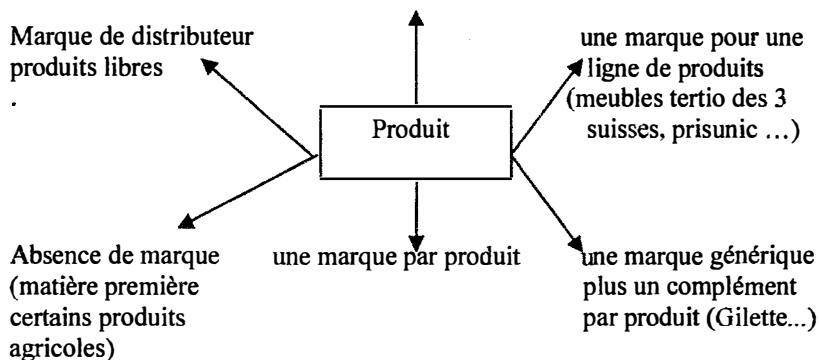 Marque de distributeur
produits libres
.
une marque pour une
ligne de produits
(meubles tertio des 3
suisses, prisunic ...)
Produit
Absence de marque
(matière première
certains produits
agricoles)
une marque par produit
une marque générique
plus un complément
par produit (Gilette...)